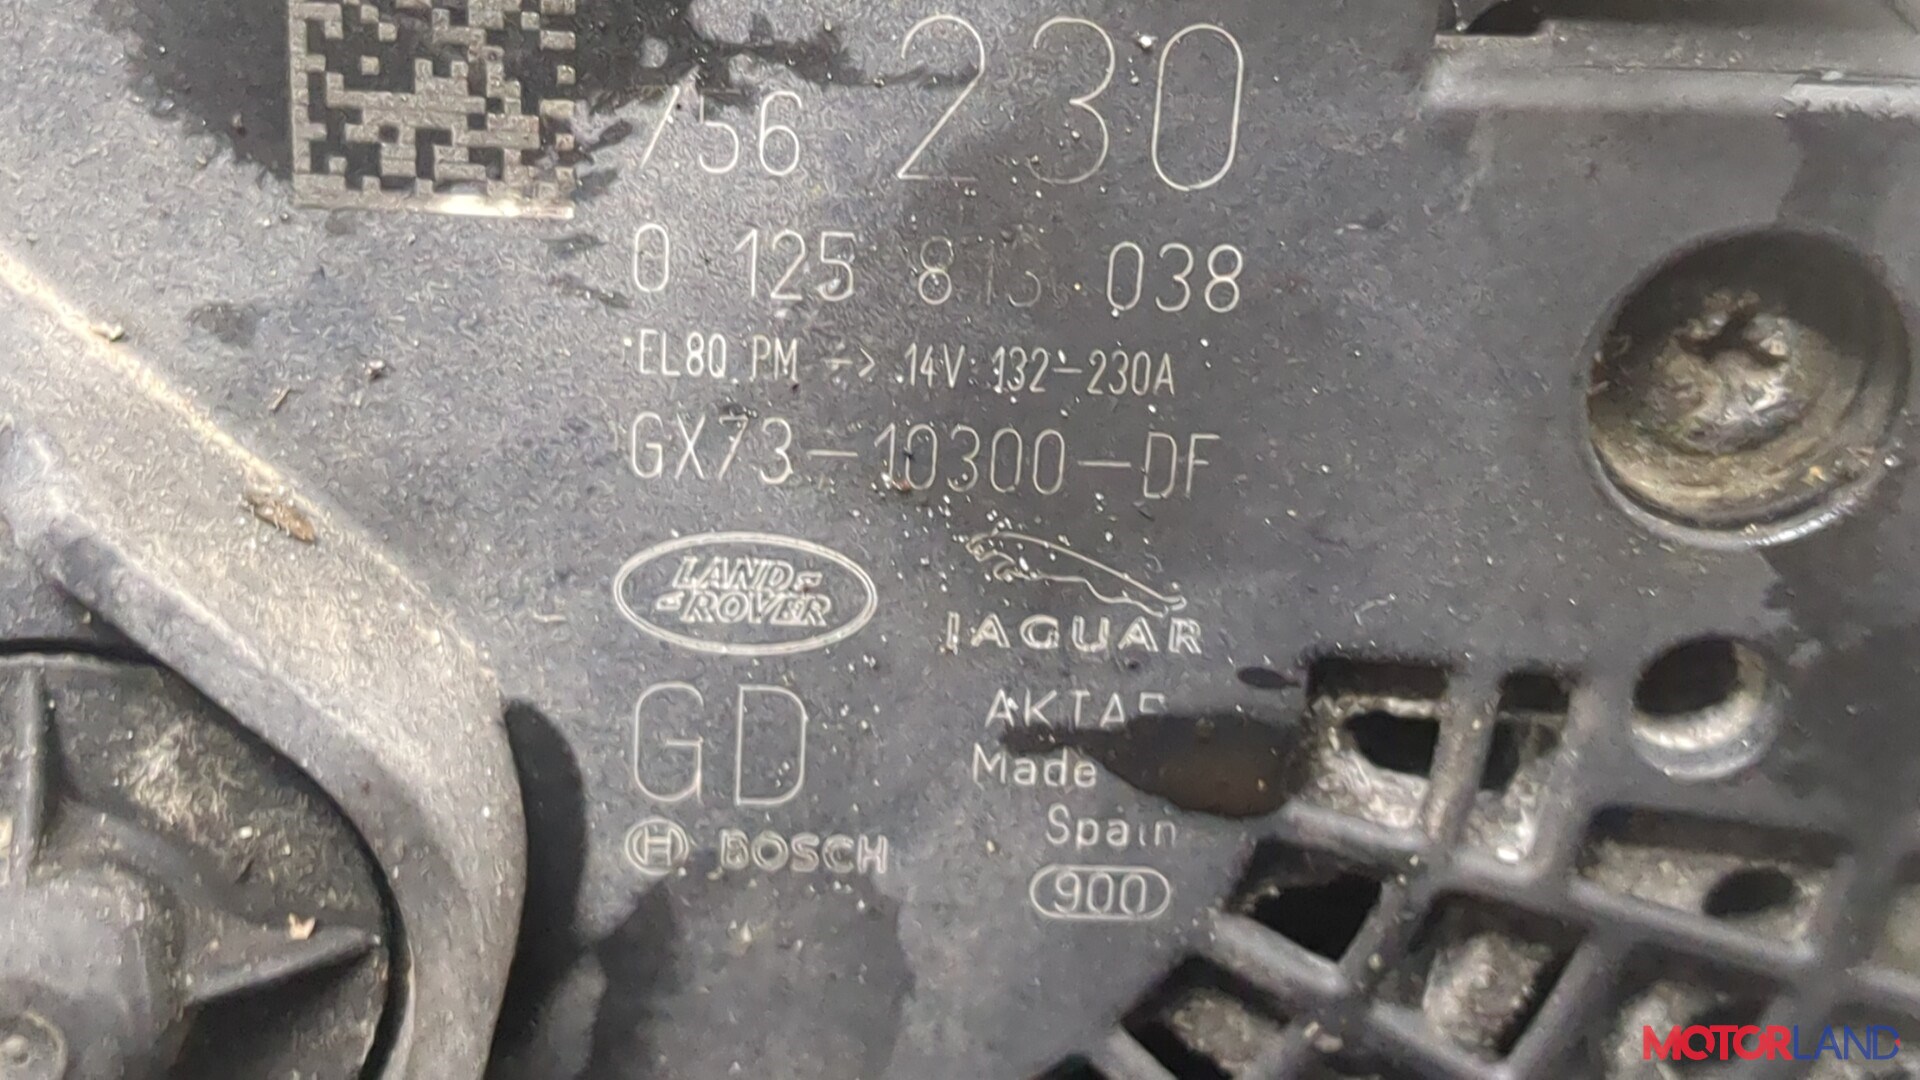 756 230
0 125 813 038
EL8Q PM -> 14V 132-230A
GX73-10300-DF
LAND-
-ROVER
JAGUAR
GD
Made
Spain
BOSCH
900
MOTORLAND